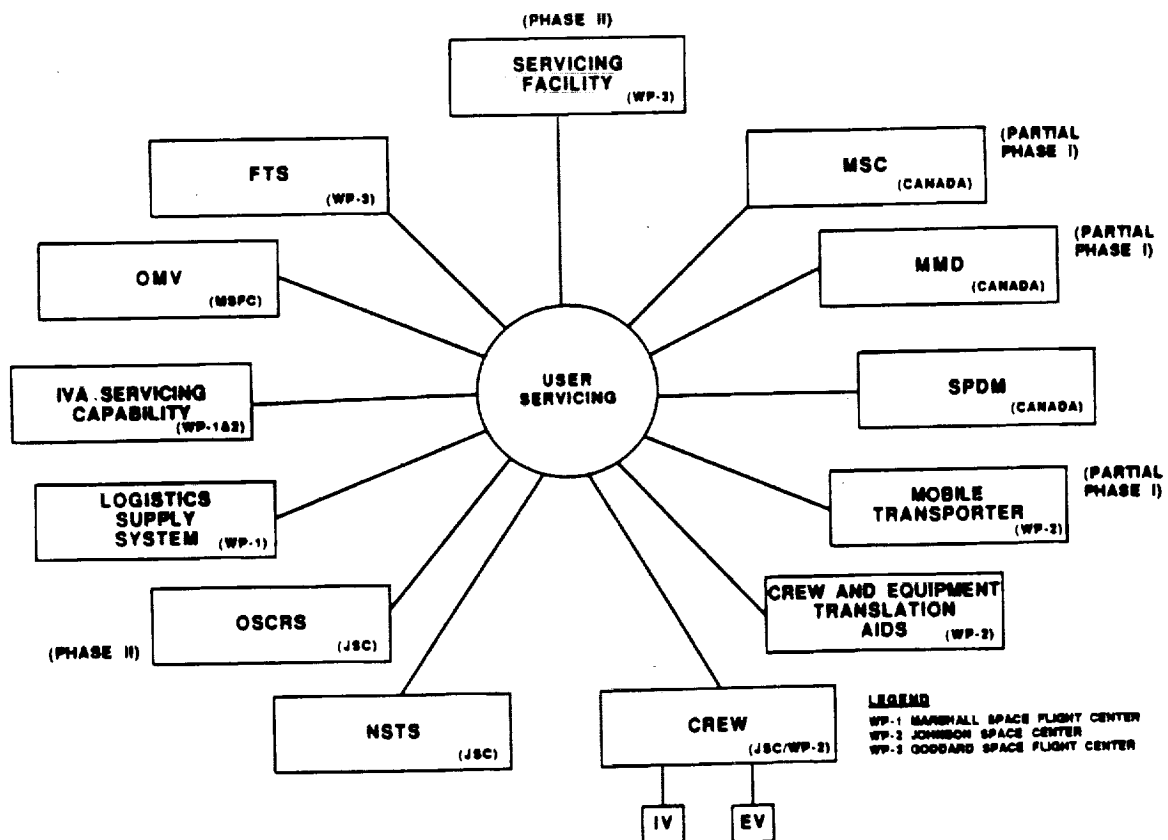 (PHASE II)
SERVICING
FACILITY
(WP-3)
(PARTIAL
PHASE I)
MSC
(CANADA)
FTS
(WP-3)
(PARTIAL
PHASE I)
MMD
(CANADA)
OMV
(MSFC)
USER
SERVICING
IVA SERVICING
CAPABILITY
(WP-1&2)
SPDM
(CANADA)
LOGISTICS
SUPPLY
SYSTEM
(WP-1)
(PARTIAL
PHASE I)
MOBILE
TRANSPORTER
(WP-2)
CREW AND EQUIPMENT
TRANSLATION
AIDS
(WP-2)
(PHASE II)
OSCRS
(JSC)
NSTS
(JSC)
CREW
(JSC/WP-2)
IV
EV
LEGEND
WP-1 MARSHALL SPACE FLIGHT CENTER
WP-2 JOHNSON SPACE CENTER
WP-3 GODDARD SPACE FLIGHT CENTER